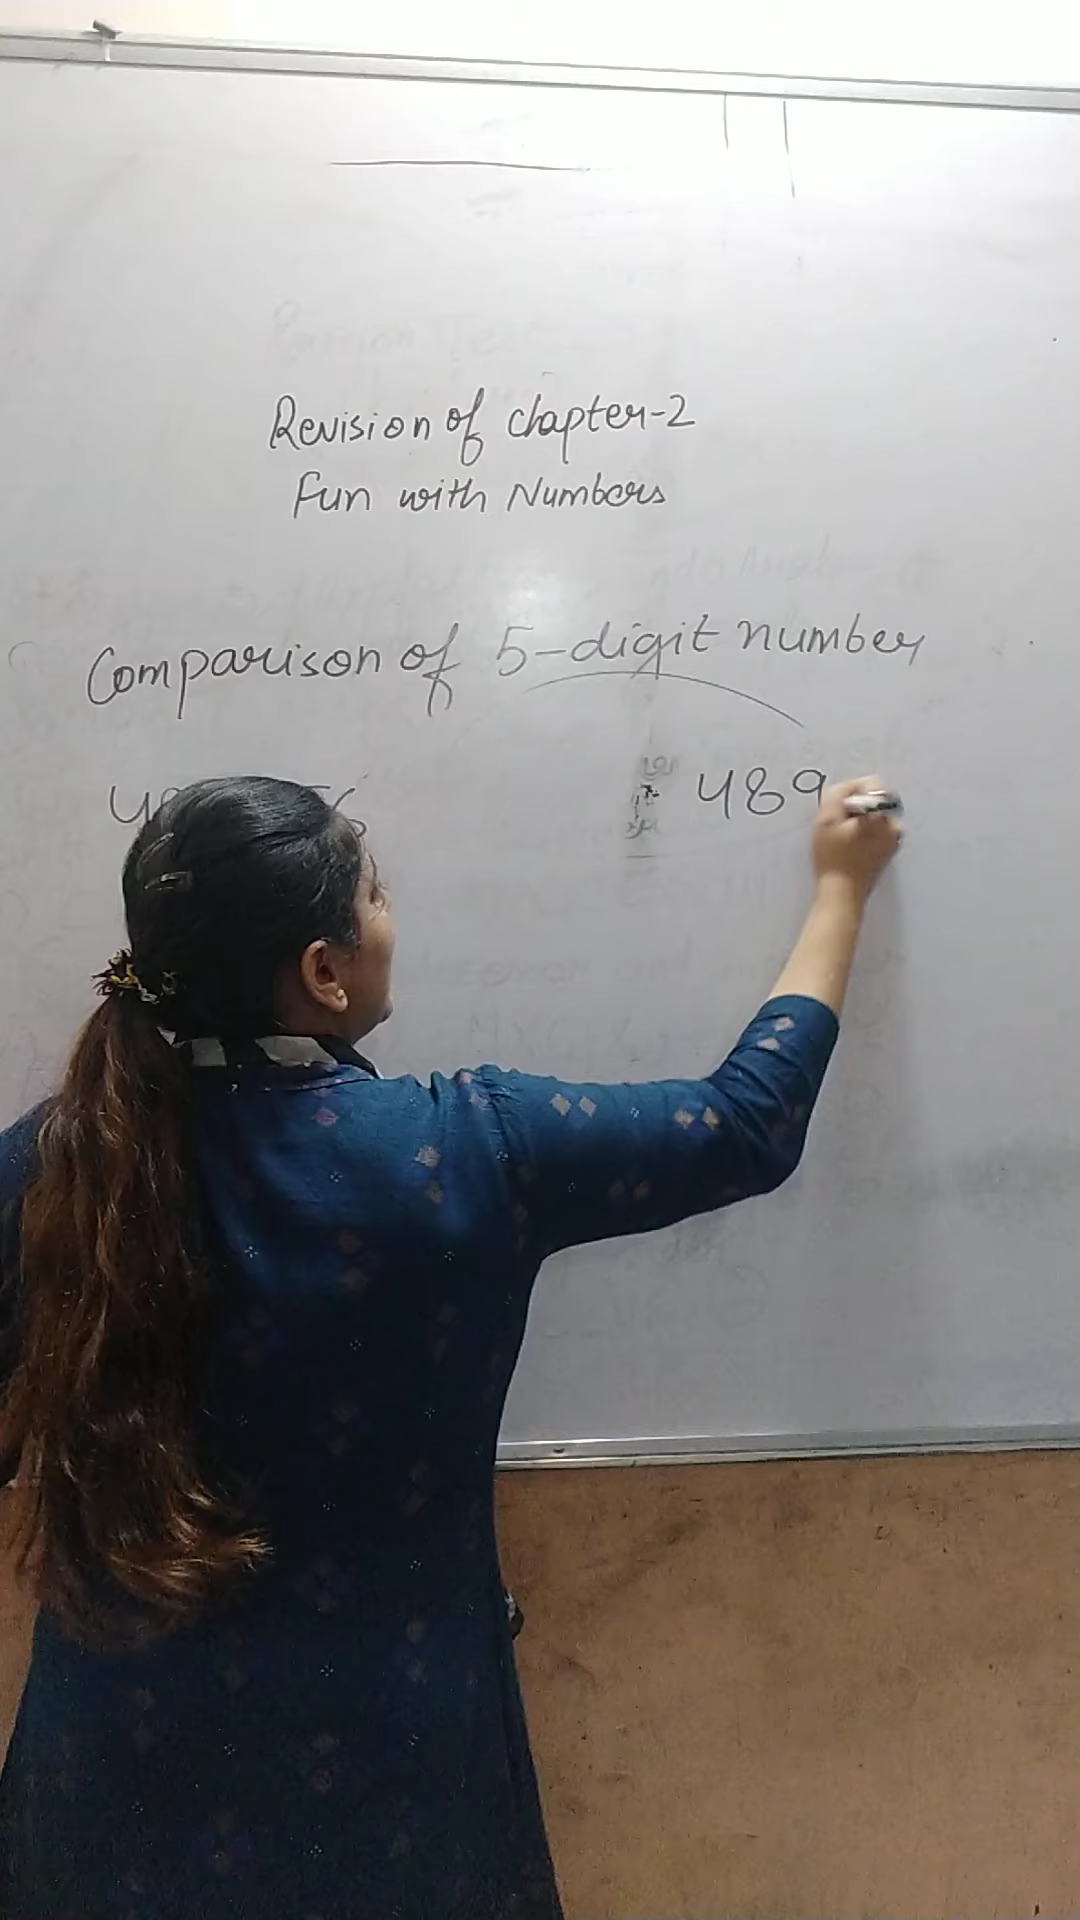 Revision of Chapter-2
Fun with Numbers
Comparison of 5-digit number
489